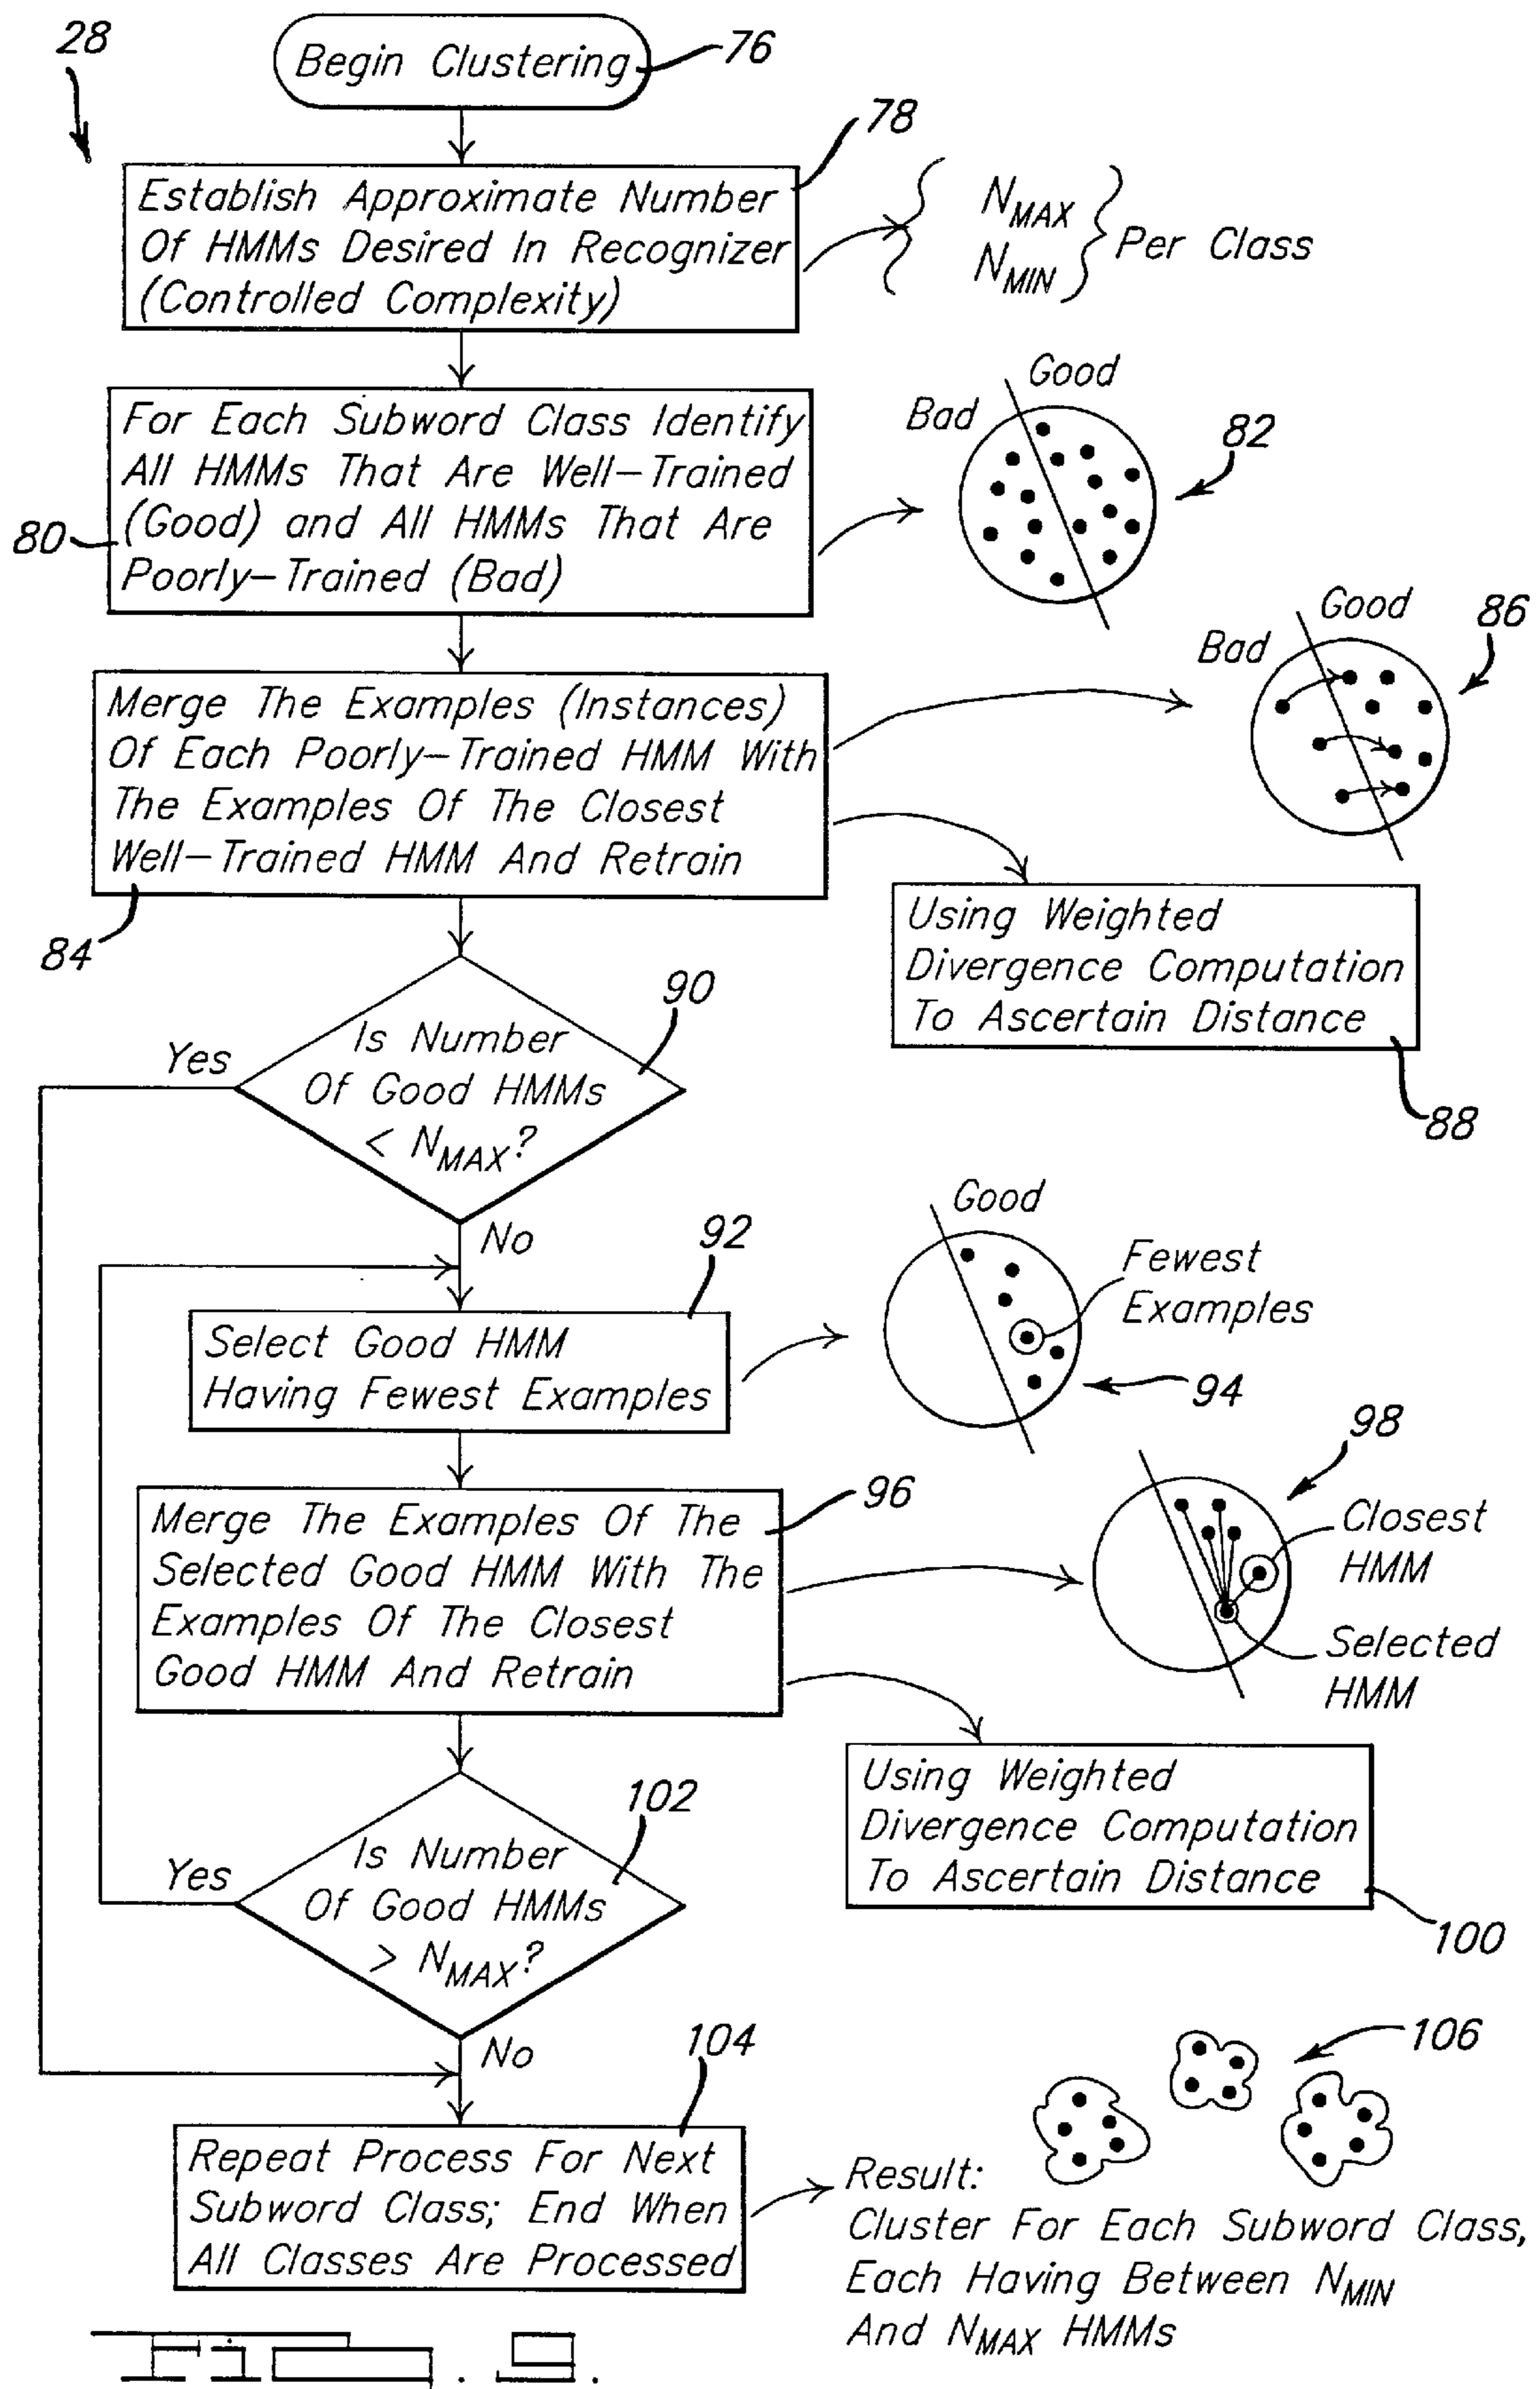 28
Begin Clustering
76
78
Establish Approximate Number
Of HMMs Desired In Recognizer
(Controlled Complexity)
N_MAX
N_MIN
Per Class
For Each Subword Class Identify
All HMMs That Are Well-Trained
(Good) and All HMMs That Are
Poorly-Trained (Bad)
80
Good
Bad
82
Good
Bad
86
Merge The Examples (Instances)
Of Each Poorly-Trained HMM With
The Examples Of The Closest
Well-Trained HMM And Retrain
84
Using Weighted
Divergence Computation
To Ascertain Distance
88
90
Is Number
Of Good HMMs
< N_MAX?
Yes
No
92
Select Good HMM
Having Fewest Examples
Good
Fewest
Examples
94
96
Merge The Examples Of The
Selected Good HMM With The
Examples Of The Closest
Good HMM And Retrain
98
Closest
HMM
Selected
HMM
Using Weighted
Divergence Computation
To Ascertain Distance
100
102
Is Number
Of Good HMMs
> N_MAX?
Yes
No
104
Repeat Process For Next
Subword Class; End When
All Classes Are Processed
106
Result:
Cluster For Each Subword Class,
Each Having Between N_MIN
And N_MAX HMMs